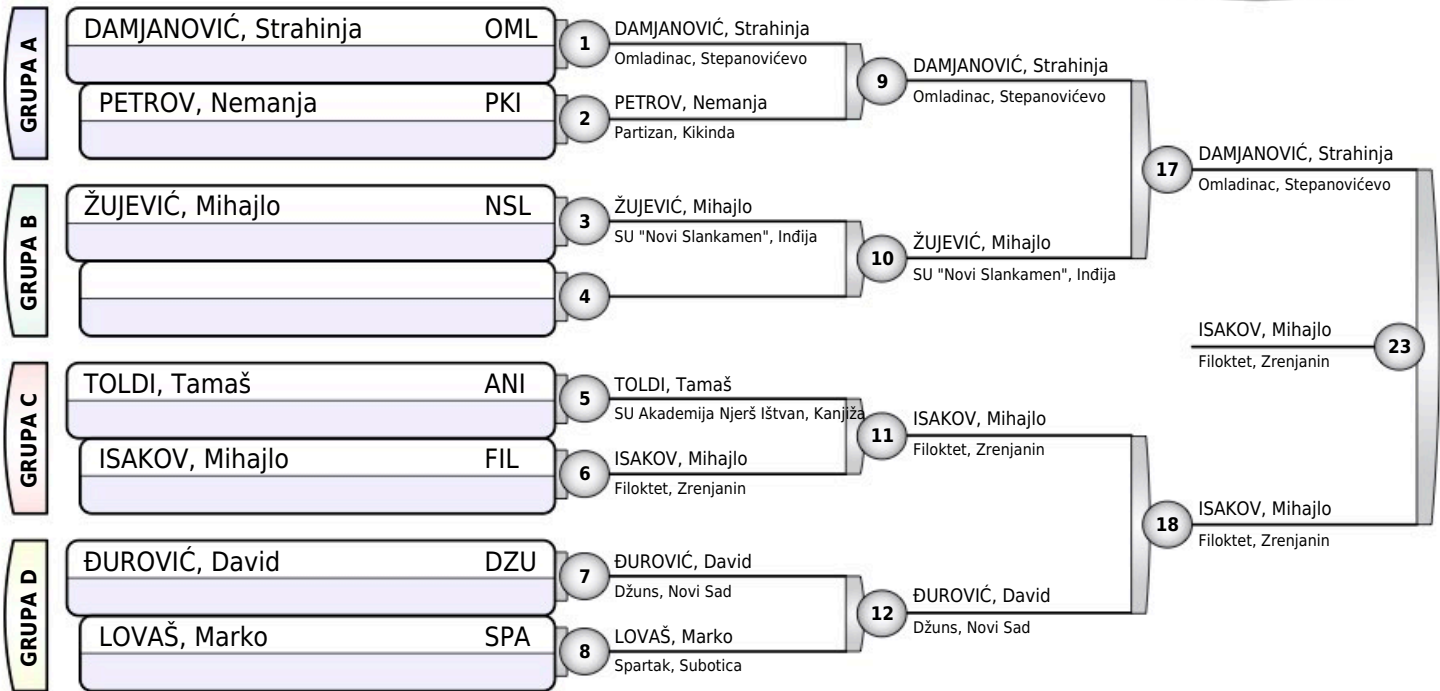 GRUPA A
DAMJANOVIĆ, Strahinja OML
PETROV, Nemanja PKI
GRUPA B
ŽUJEVIĆ, Mihajlo NSL
GRUPA C
TOLDI, Tamaš ANI
ISAKOV, Mihajlo FIL
GRUPA D
ĐUROVIĆ, David DZU
LOVAŠ, Marko SPA
1
DAMJANOVIĆ, Strahinja
Omladinac, Stepanovićevo
2
PETROV, Nemanja
Partizan, Kikinda
3
ŽUJEVIĆ, Mihajlo
SU "Novi Slankamen", Inđija
4
5
TOLDI, Tamaš
SU Akademija Njerš Ištvan, Kanjiža
6
ISAKOV, Mihajlo
Filoktet, Zrenjanin
7
ĐUROVIĆ, David
Džuns, Novi Sad
8
LOVAŠ, Marko
Spartak, Subotica
9
DAMJANOVIĆ, Strahinja
Omladinac, Stepanovićevo
10
ŽUJEVIĆ, Mihajlo
SU "Novi Slankamen", Inđija
11
ISAKOV, Mihajlo
Filoktet, Zrenjanin
12
ĐUROVIĆ, David
Džuns, Novi Sad
17
DAMJANOVIĆ, Strahinja
Omladinac, Stepanovićevo
18
ISAKOV, Mihajlo
Filoktet, Zrenjanin
ISAKOV, Mihajlo
Filoktet, Zrenjanin
23